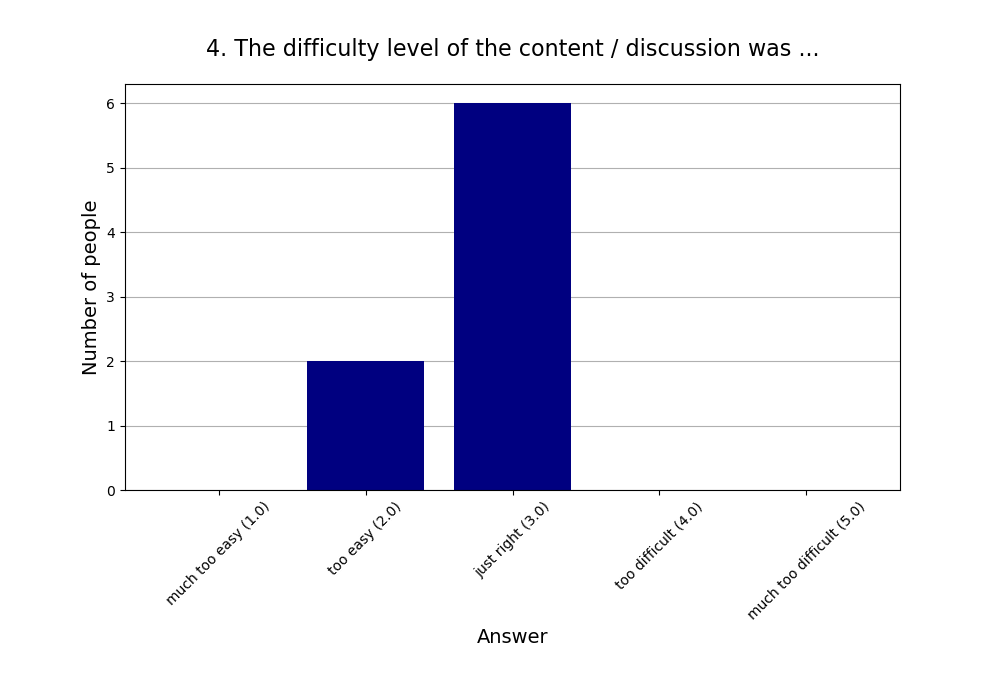 4. The difficulty level of the content / discussion was ...
Number of people
6
5
4
3
2
1
0
much too easy (1.0)
too easy (2.0)
just right (3.0)
too difficult (4.0)
much too difficult (5.0)
Answer